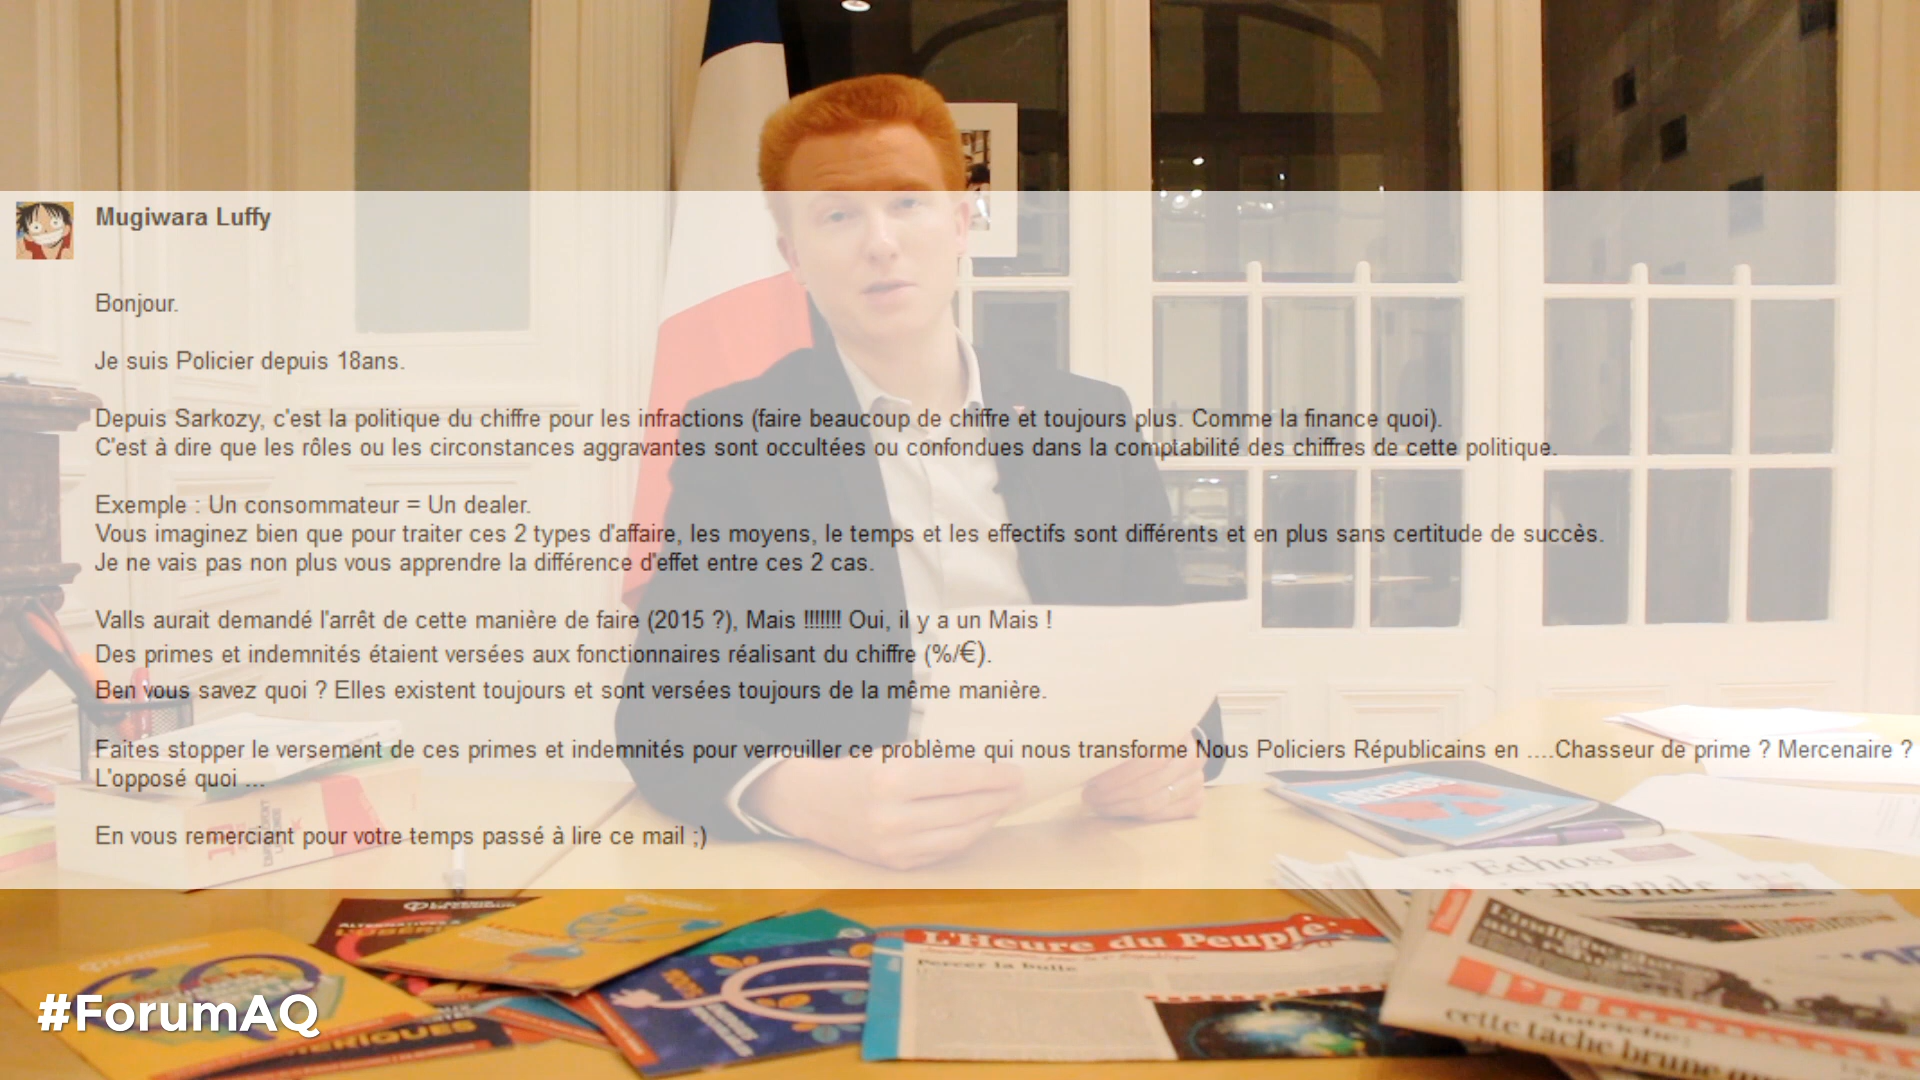 Mugiwara Luffy
Bonjour.
Je suis Policier depuis 18ans.
Depuis Sarkozy, c'est la politique du chiffre pour les infractions (faire beaucoup de chiffre et toujours plus. Comme la finance quoi).
C'est à dire que les rôles ou les circonstances aggravantes sont occultées ou confondues dans la comptabilité des chiffres de cette politique.
Exemple : Un consommateur = Un dealer.
Vous imaginez bien que pour traiter ces 2 types d'affaire, les moyens, le temps et les effectifs sont différents et en plus sans certitude de succès.
Je ne vais pas non plus vous apprendre la différence d'effet entre ces 2 cas.
Valls aurait demandé l'arrêt de cette manière de faire (2015 ?), Mais !!!!!!! Oui, il y a un Mais !
Des primes et indemnités étaient versées aux fonctionnaires réalisant du chiffre (%/€).
Ben vous savez quoi ? Elles existent toujours et sont versées toujours de la même manière.
Faites stopper le versement de ces primes et indemnités pour verrouiller ce problème qui nous transforme Nous Policiers Républicains en ....Chasseur de prime ? Mercenaire ?
L'opposé quoi ...
En vous remerciant pour votre temps passé à lire ce mail ;)
Echos
Monde
L'Heure du Peuple
Percer la bulle
cette tache brune
#ForumAQ